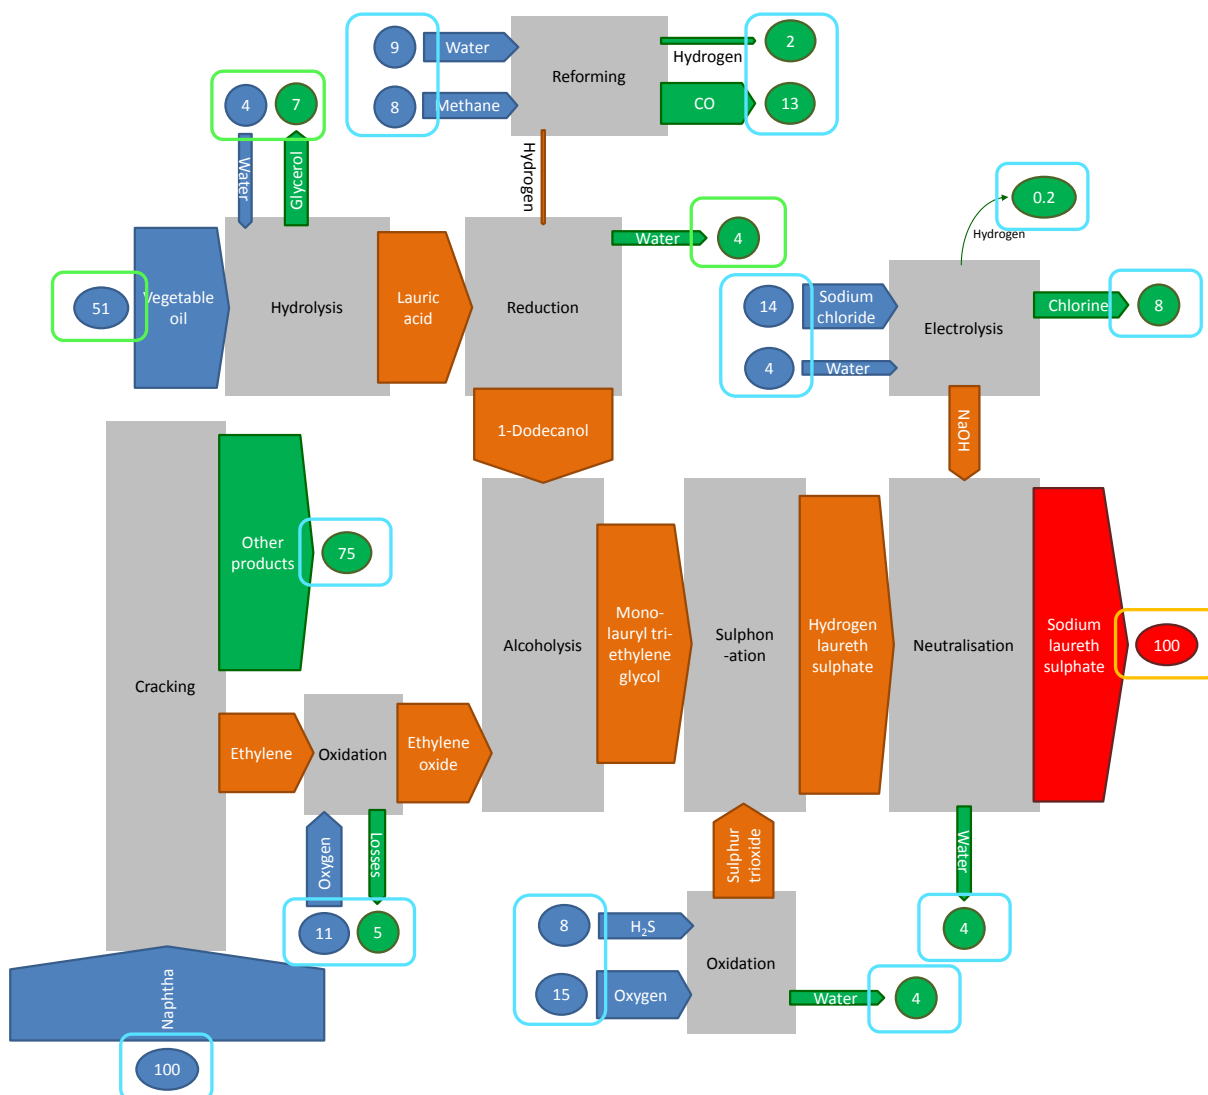 9
Water
Reforming
Hydrogen
2
8
Methane
CO
13
4
7
Water
Glycerol
Hydrogen
0.2
Hydrogen
51
Vegetable
oil
Hydrolysis
Lauric
acid
Reduction
Water
4
14
Sodium
chloride
Electrolysis
Chlorine
8
4
Water
1-Dodecanol
NaOH
Other
products
75
Cracking
Alcoholysis
Mono-
lauryl tri-
ethylene
glycol
Sulphon
-ation
Hydrogen
laureth
sulphate
Neutralisation
Sodium
laureth
sulphate
100
Ethylene
Oxidation
Ethylene
oxide
Oxygen
Losses
11
5
Sulphur
trioxide
Water
4
8
H₂S
Oxidation
15
Oxygen
Water
4
Naphtha
100